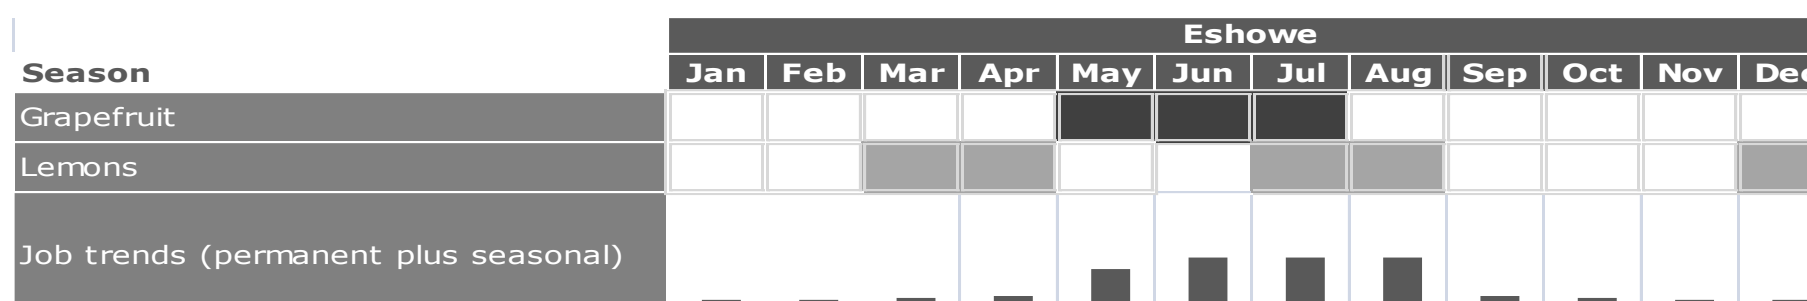 Eshowe
Season Jan Feb Mar Apr May Jun Jul Aug Sep Oct Nov Dec
Grapefruit
Lemons
Job trends (permanent plus seasonal)